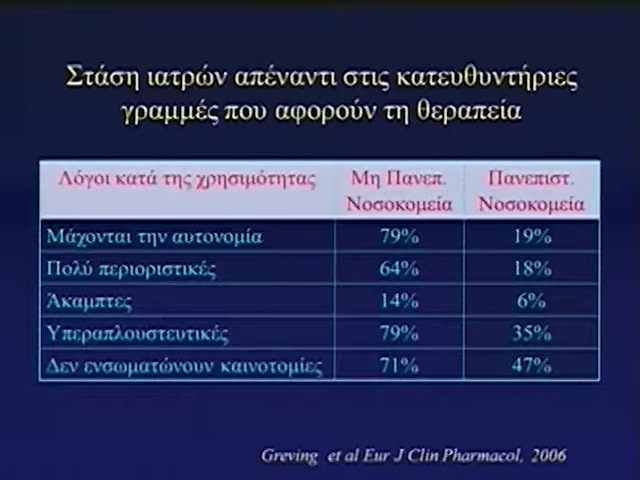 Στάση ιατρών απέναντι στις κατευθυντήριες
γραμμές που αφορούν τη θεραπεία
Λόγοι κατά της χρησιμότητας Μη Πανεπ. Νοσοκομεία Πανεπιστ. Νοσοκομεία
Μάχονται την αυτονομία 79% 19%
Πολύ περιοριστικές 64% 18%
Άκαμπτες 14% 6%
Υπεραπλουστευτικές 79% 35%
Δεν ενσωματώνουν καινοτομίες 71% 47%
Greving et al Eur J Clin Pharmacol, 2006